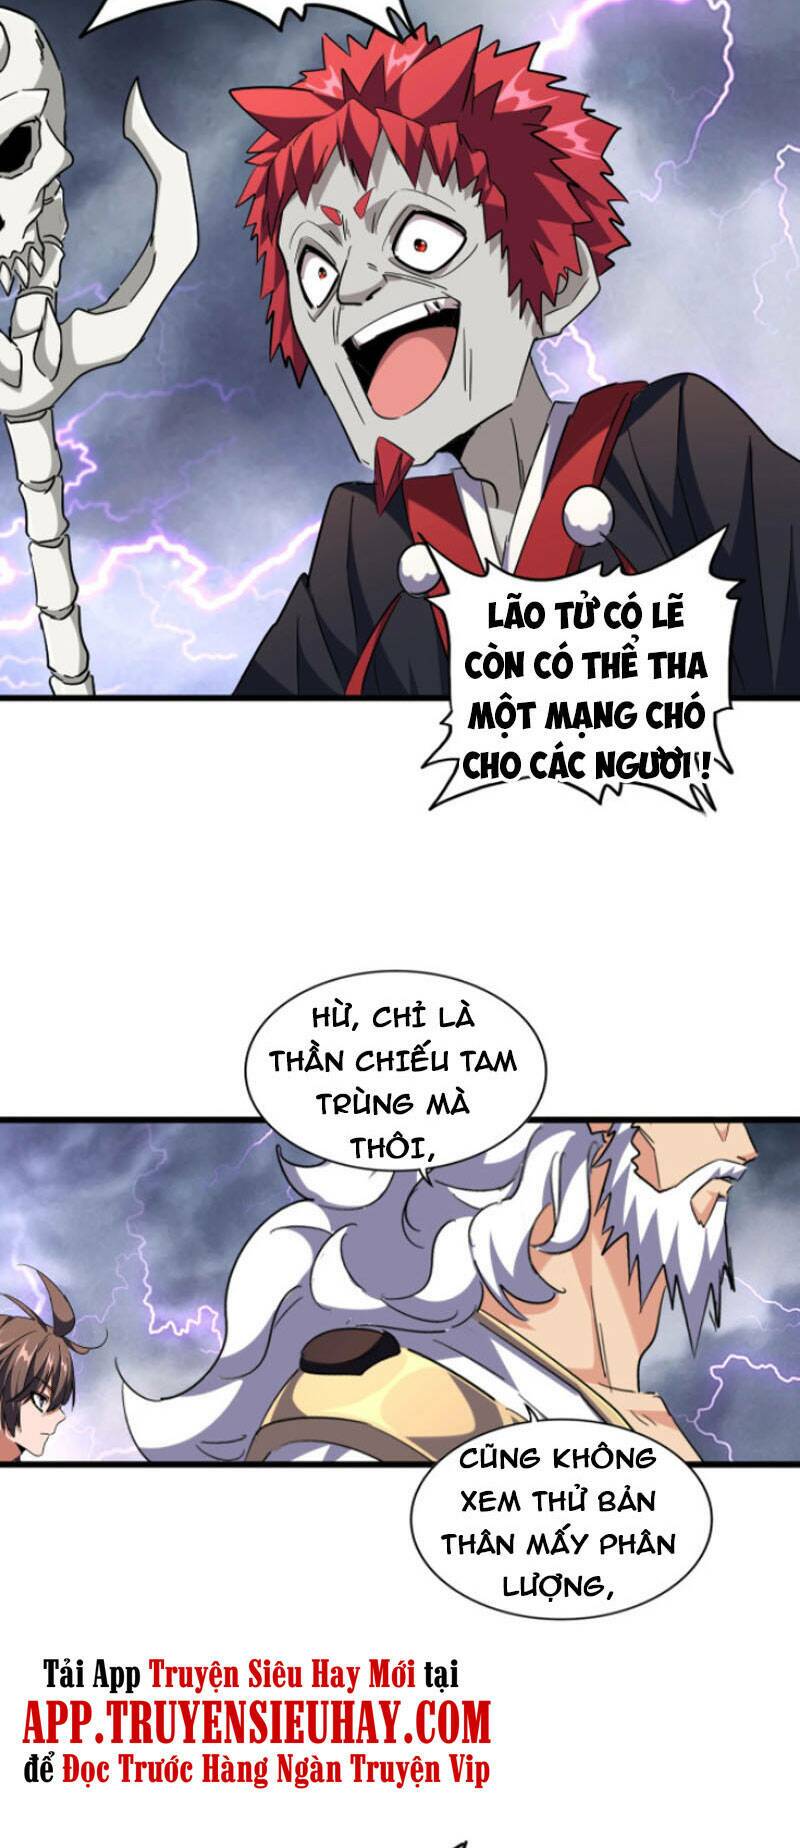 LÃO TỬ CÓ LẼ
CÒN CÓ THỂ THA
MỘT MẠNG CHÓ
CHO CÁC NGƯƠI !
HỪ, CHỈ LÀ
THẦN CHIẾU TAM
TRÙNG MÀ
THÔI,
CŨNG KHÔNG
XEM THỬ BẢN
THÂN MẤY PHÂN
LƯỢNG,
Tải App Truyện Siêu Hay Mới tại
APP.TRUYENSIEUHAY.COM
để Đọc Trước Hàng Ngàn Truyện Vip